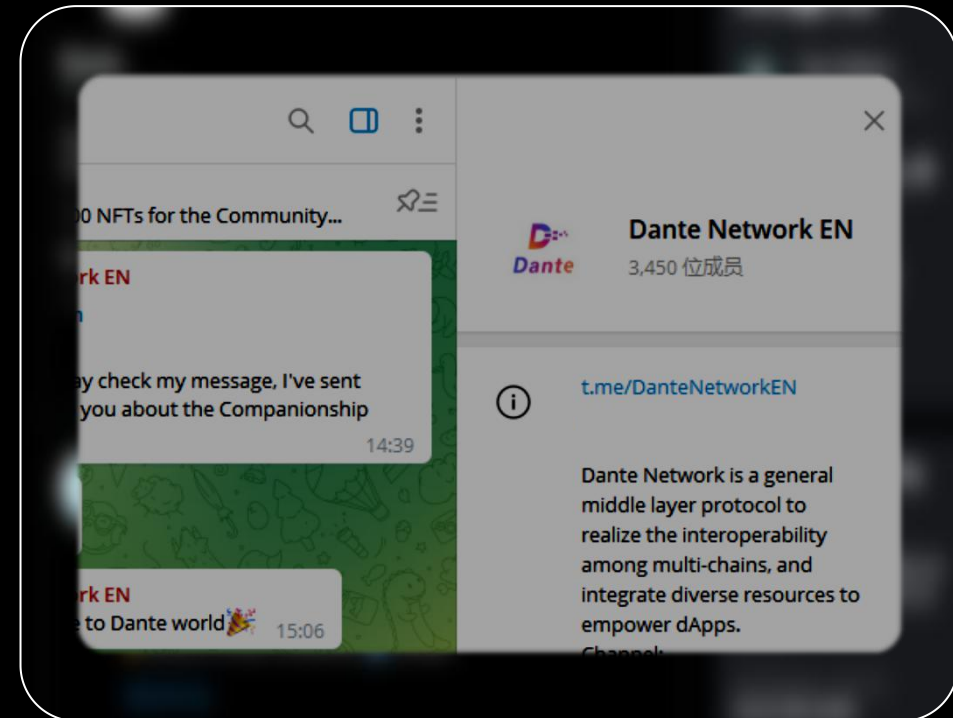 00 NFTs for the Community...
rk EN
ay check my message, I've sent
you about the Companionship
14:39
rk EN
to Dante world🎉 15:06
Dante
Dante Network EN
3,450 位成员
t.me/DanteNetworkEN
Dante Network is a general
middle layer protocol to
realize the interoperability
among multi-chains, and
integrate diverse resources to
empower dApps.
Channel: